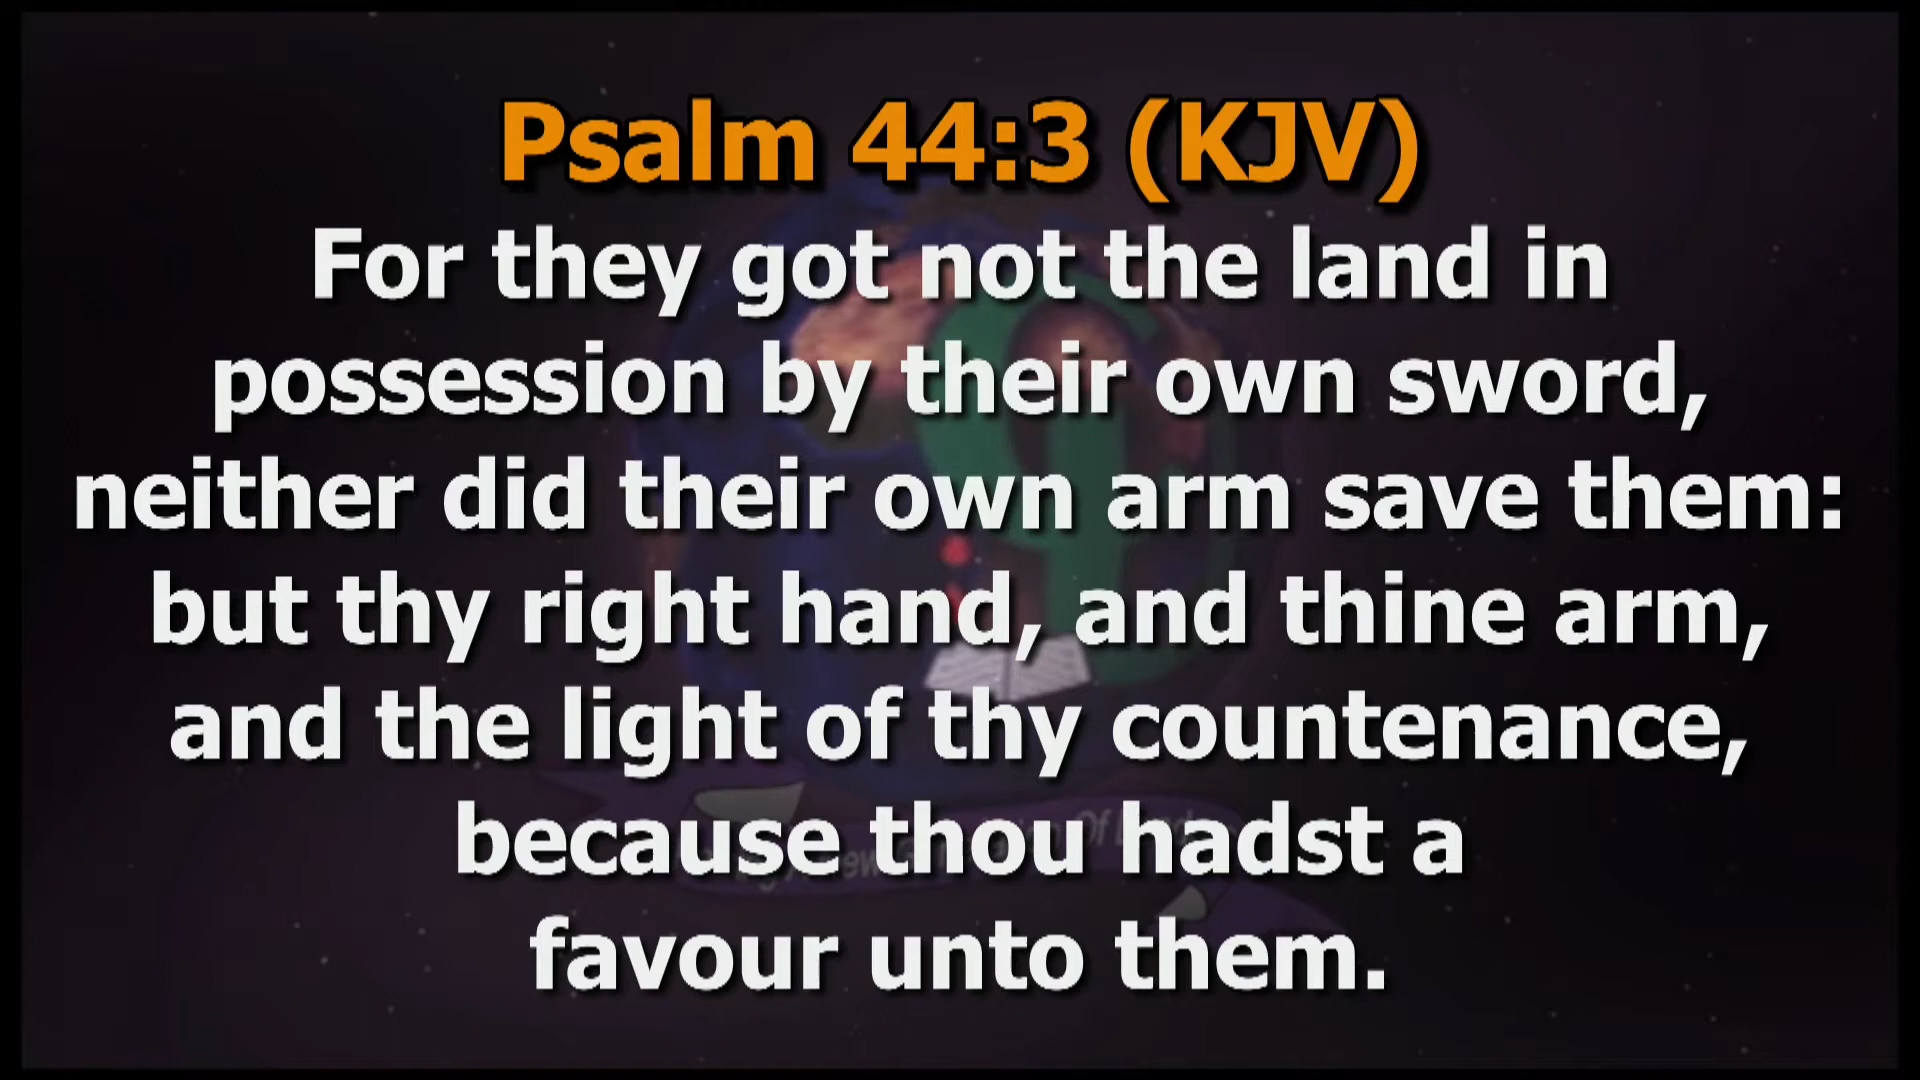 Psalm 44:3 (KJV)
For they got not the land in
possession by their own sword,
neither did their own arm save them:
but thy right hand, and thine arm,
and the light of thy countenance,
because thou hadst a
favour unto them.